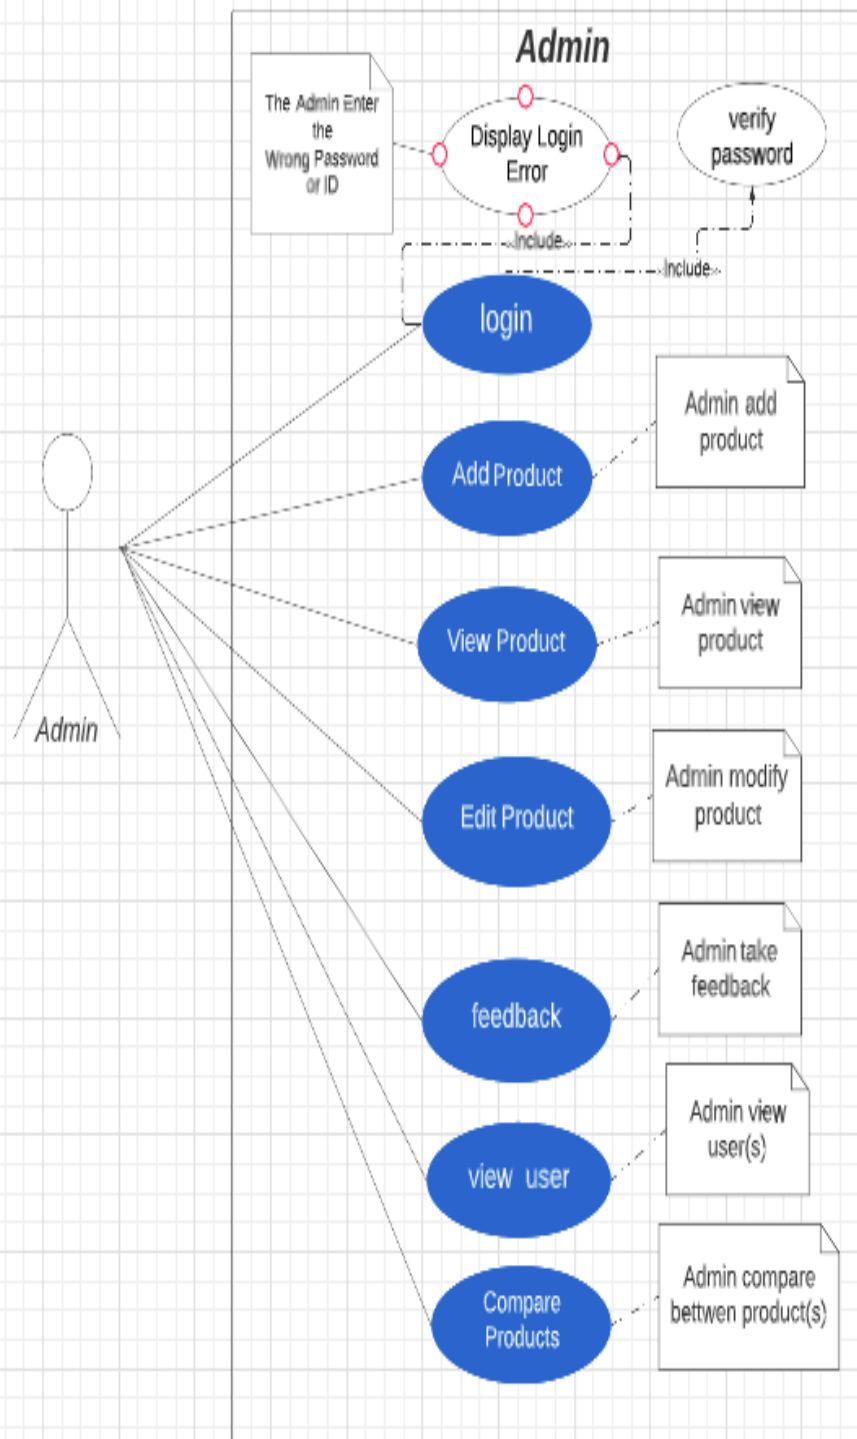 Admin
The Admin Enter
the
Wrong Password
or ID
Display Login
Error
verify
password
Include
Include
login
Admin add
product
Add Product
Admin view
product
View Product
Admin
Admin modify
product
Edit Product
Admin take
feedback
feedback
Admin view
user(s)
view user
Admin compare
bettwen product(s)
Compare
Products